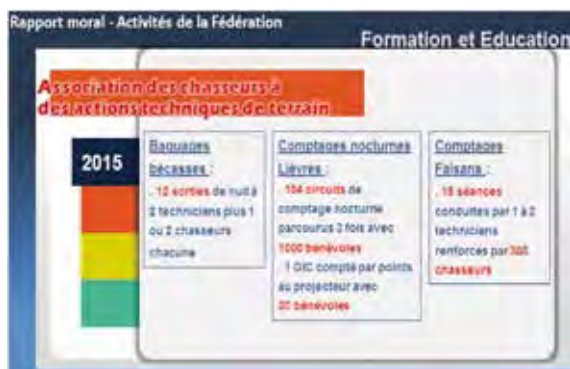 Rapport moral - Activités de la Fédération
Formation et Education
Association des chasseurs à
des actions techniques de terrain
2015
Baguages
bécasses :
. 12 sorties de nuit à
2 techniciens plus 1
ou 2 chasseurs
chacune
Comptages nocturnes
Lièvres :
. 104 circuits de
comptage nocturne
parcourus 2 fois avec
1000 bénévoles
. 1 GIC compté par points
au projecteur avec
20 bénévoles
Comptages
Faisans :
. 18 séances
conduites par 1 à 2
techniciens
renforcés par 300
chasseurs